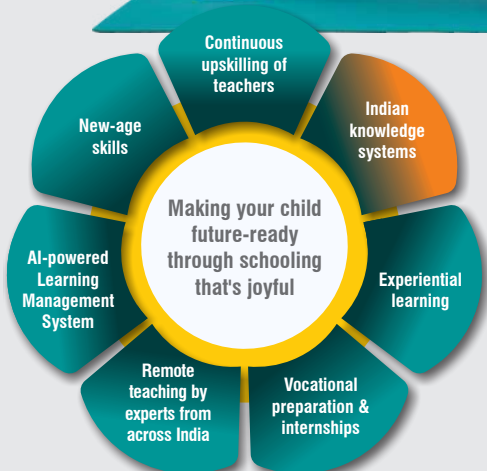 Continuous
upskilling of
teachers
Indian
knowledge
systems
Experiential
learning
Vocational
preparation &
internships
Remote
teaching by
experts from
across India
AI-powered
Learning
Management
System
New-age
skills
Making your child
future-ready
through schooling
that's joyful